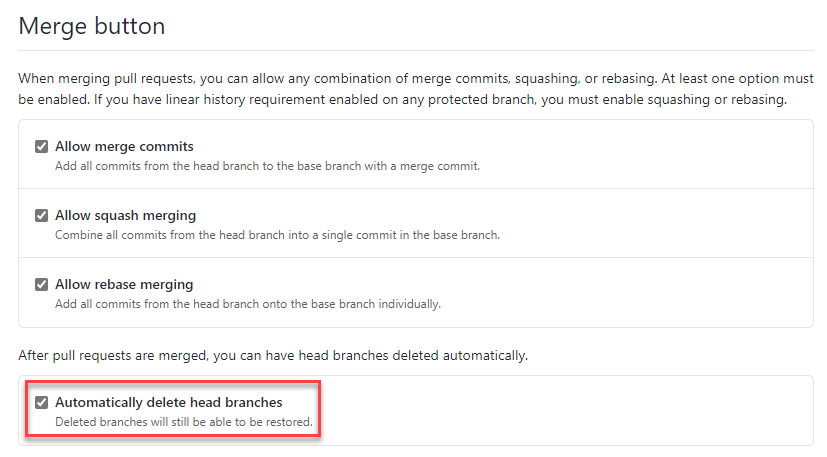 Merge button
When merging pull requests, you can allow any combination of merge commits, squashing, or rebasing. At least one option must
be enabled. If you have linear history requirement enabled on any protected branch, you must enable squashing or rebasing.
Allow merge commits
Add all commits from the head branch to the base branch with a merge commit.
Allow squash merging
Combine all commits from the head branch into a single commit in the base branch.
Allow rebase merging
Add all commits from the head branch onto the base branch individually.
After pull requests are merged, you can have head branches deleted automatically.
Automatically delete head branches
Deleted branches will still be able to be restored.